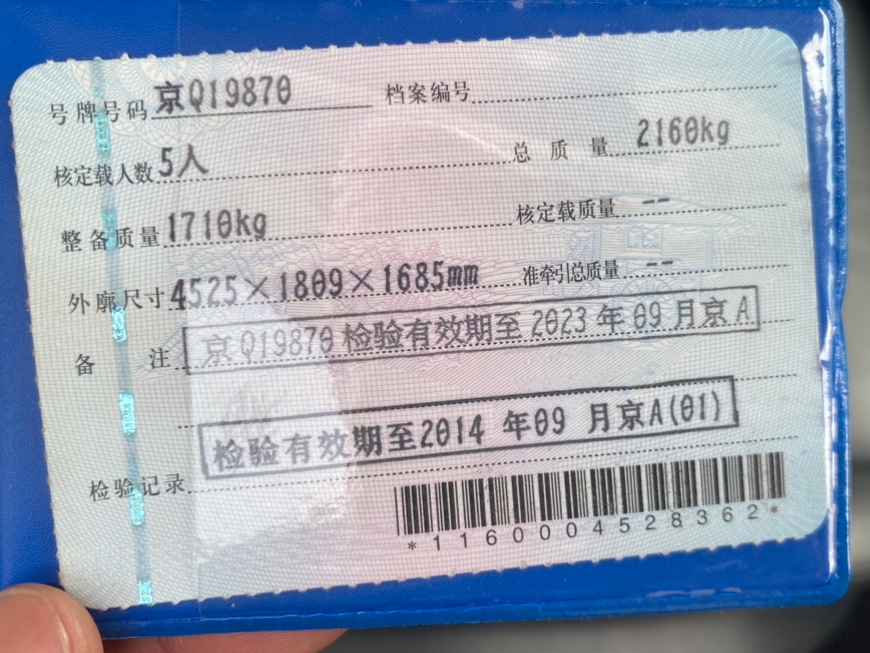 号牌号码 京Q19870 档案编号
核定载人数 5人 总质量 2160kg
整备质量 1710kg 核定载质量 --
外廓尺寸 4525×1809×1685mm 准牵引总质量 --
备注 京Q19870检验有效期至2023年09月京A
检验有效期至2014年09月京A(01)
检验记录
*1160004528362*